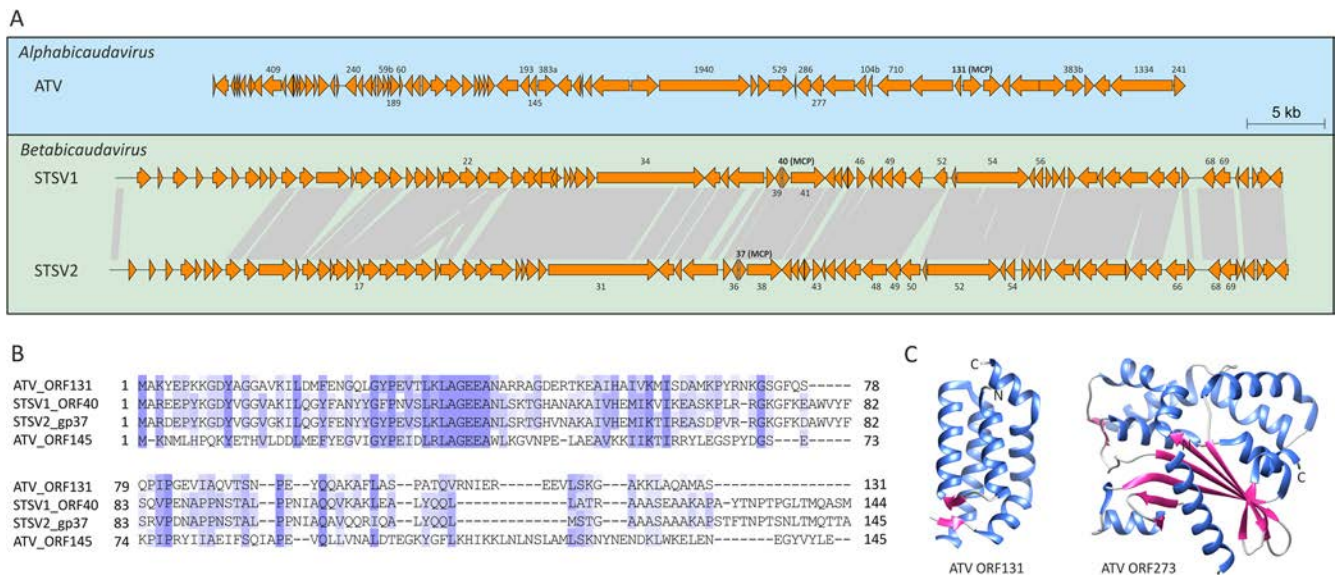 A
Alphabicaudavirus
ATV
409 240 59b 60 193 383a 1940 529 286 104b 710 131 (MCP) 383b 1334 241
189 145 277
5 kb
Betabicaudavirus
STSV1
22 34 40 (MCP) 46 49 52 54 56 68 69
39 41
37 (MCP)
STSV2
17 31 36 38 43 48 49 50 52 54 66 68 69
B
ATV_ORF131 1 MAKYEPKKGDYAGGAVKILDMFENGQLGYPEVTLKLAGEEANARRAGDERTKEAIHAIVKMISDAMKPYRNKGSGFQS----- 78
STSV1_ORF40 1 MAREEPYKGDYVGGVAKILQGYFANYYGFPNVSLRLAGEEANLSKTGHANAKAIVHEMIKVIKEASKPLR-RGKGFKEAWVYF 82
STSV2_gp37 1 MARDEPYKGDYVGGVGKILQGYFANYYGYPEVSLKLAGEEANLSKTGHVNAKAIVHEMIKVIREASDPVR-RGKGFKDAWVYF 82
ATV_ORF145 1 M-KNMLHPQKYETHVLDDLMEFYEGVIGYPEIDLRLAGEEAWLKGVNPE-LAEAVKKIIKTIRRYLEGSPYDGS---E----- 73
ATV_ORF131 79 QPIPGEVIAQVTSN--PE--YQQAKAFLAS--PATQVRNIER----EEVLSKG---AKKLAQAMAS---------------- 131
STSV1_ORF40 83 SQVPENAPPNSTAL--PPNIAQQVKAKLEA--LYQQL-------------LATR---AAASEAAKPA-YTNPTPGLTMQASM 144
STSV2_gp37 83 SRVPDNAPPNSTAL--PPNIAQAVQQRIQA--LYQQL-------------MSTG---AAASAAAKAPSTFTNPTSNLTMQTTA 145
ATV_ORF145 74 KPIPRYIIAEIFSQIAPE--VQLLVNALDTEGKYGFLKHIKKLNLNSLAMLSKNYNENDKLWKELEN------EGYVYLE- 145
C
C
N
N
C
ATV ORF131 ATV ORF273